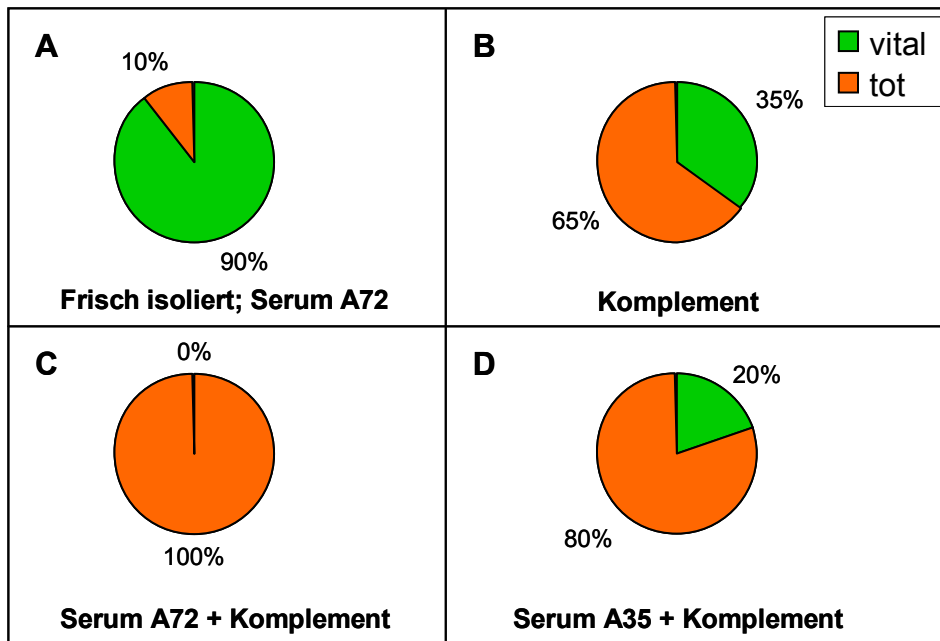 A
10%
90%
Frisch isoliert; Serum A72
B
vital
tot
35%
65%
Komplement
C
0%
100%
Serum A72 + Komplement
D
20%
80%
Serum A35 + Komplement